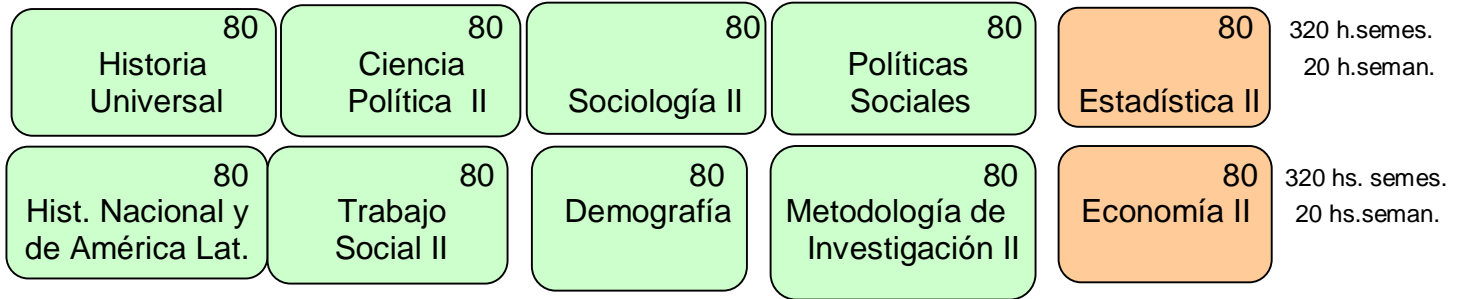 80
Historia
Universal
80
Ciencia
Política II
80
Sociología II
80
Políticas
Sociales
80
Estadística II
320 h.semes.
20 h.seman.
80
Hist. Nacional y
de América Lat.
80
Trabajo
Social II
80
Demografía
80
Metodología de
Investigación II
80
Economía II
320 hs. semes.
20 hs.seman.